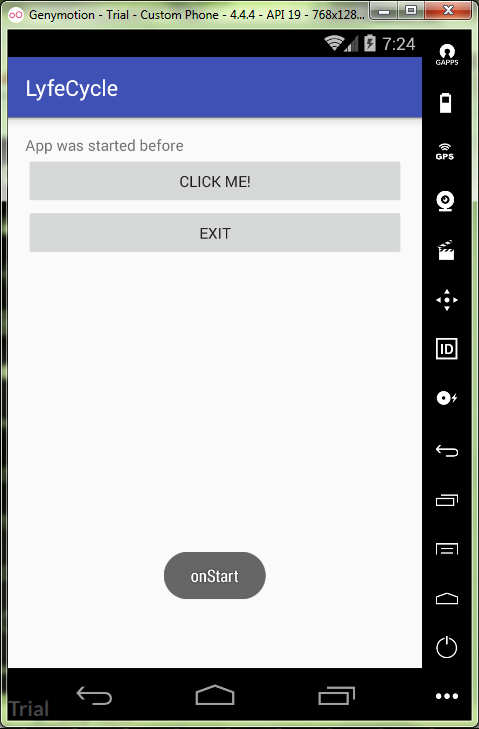 Genymotion - Trial - Custom Phone - 4.4.4 - API 19 - 768x128...
7:24
GAPPS
LyfeCycle
App was started before
GPS
CLICK ME!
EXIT
ID
onStart
Trial